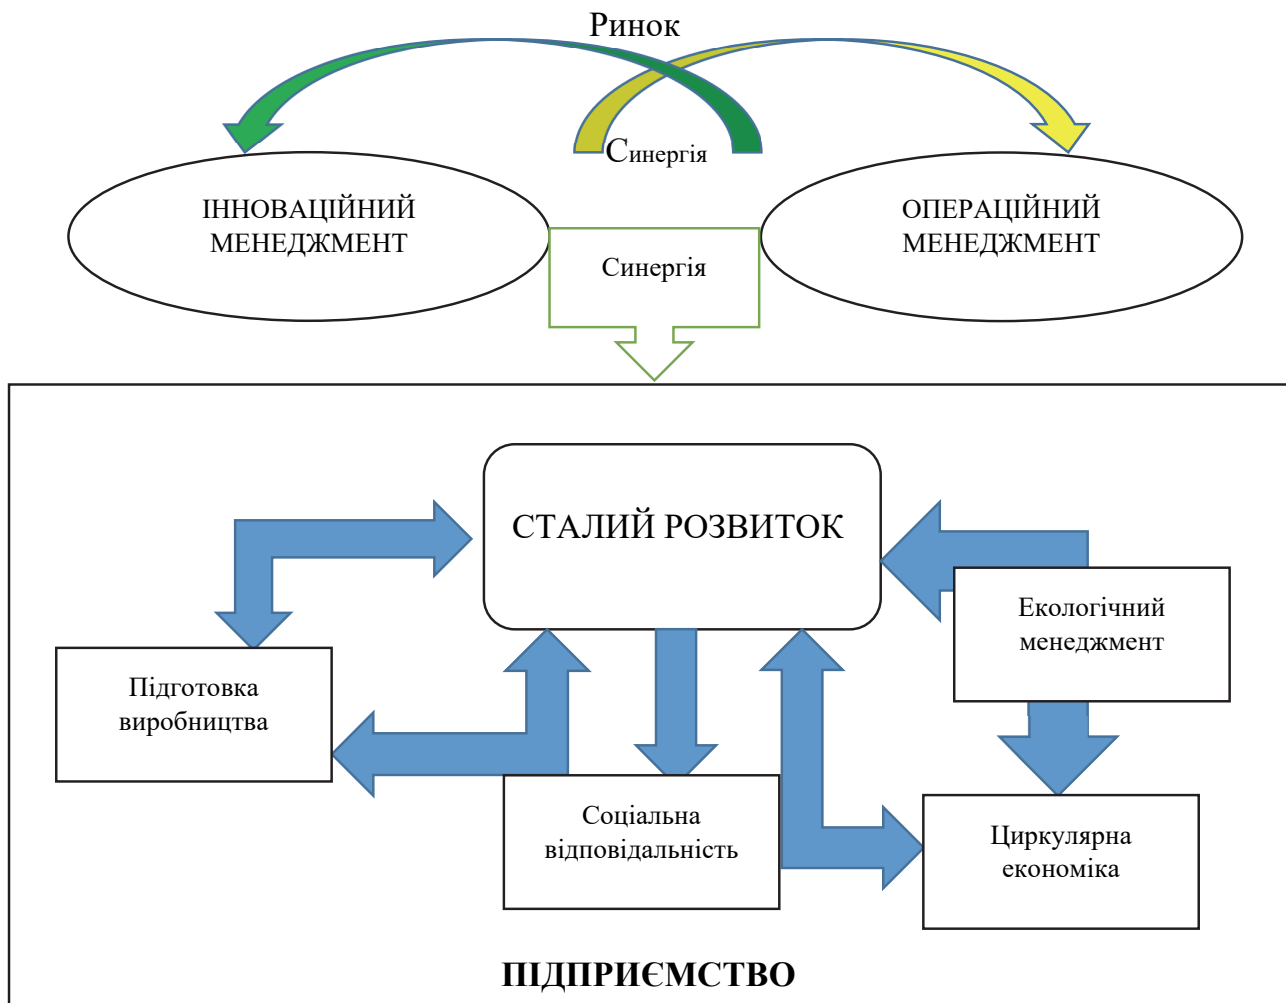 Ринок
Синергія
ІННОВАЦІЙНИЙ
МЕНЕДЖМЕНТ
ОПЕРАЦІЙНИЙ
МЕНЕДЖМЕНТ
Синергія
СТАЛИЙ РОЗВИТОК
Екологічний
менеджмент
Підготовка
виробництва
Соціальна
відповідальність
Циркулярна
економіка
ПІДПРИЄМСТВО